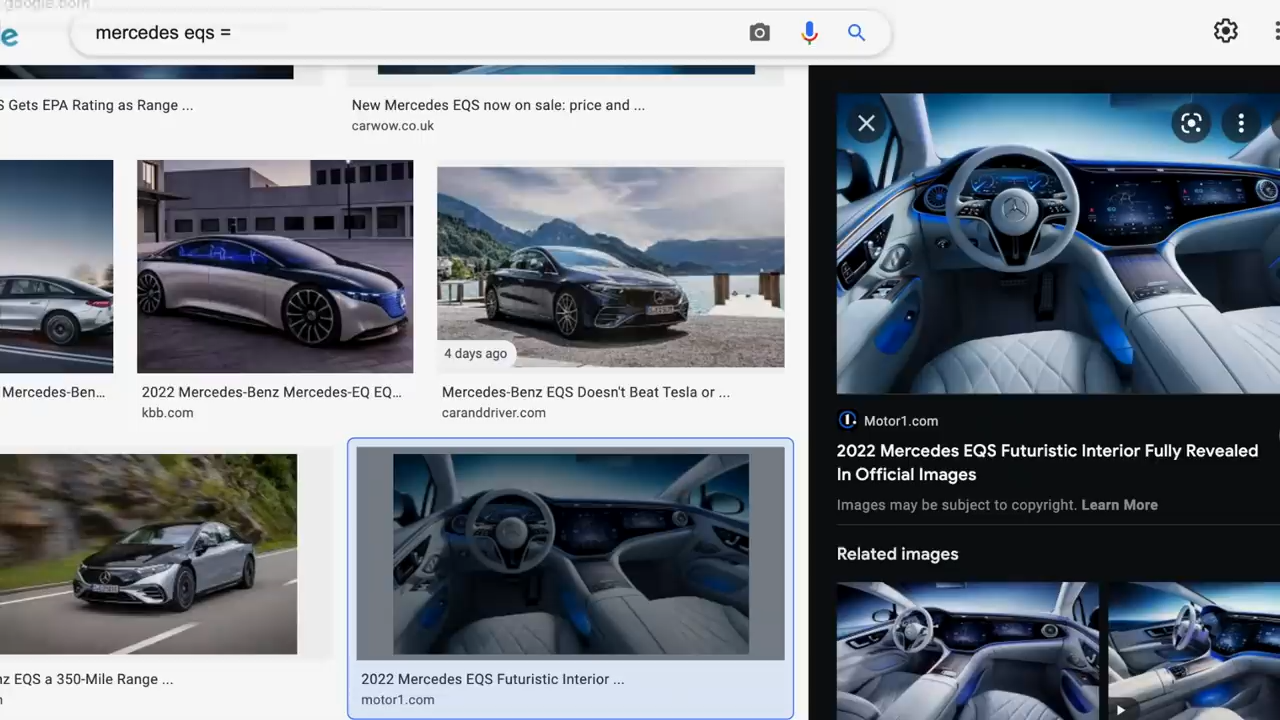 google.com
e
mercedes eqs =
S Gets EPA Rating as Range ...
New Mercedes EQS now on sale: price and ...
carwow.co.uk
4 days ago
Mercedes-Ben...
2022 Mercedes-Benz Mercedes-EQ EQ...
kbb.com
Mercedes-Benz EQS Doesn't Beat Tesla or ...
caranddriver.com
Motor1.com
2022 Mercedes EQS Futuristic Interior Fully Revealed
In Official Images
Images may be subject to copyright. Learn More
Related images
nz EQS a 350-Mile Range ...
2022 Mercedes EQS Futuristic Interior ...
motor1.com